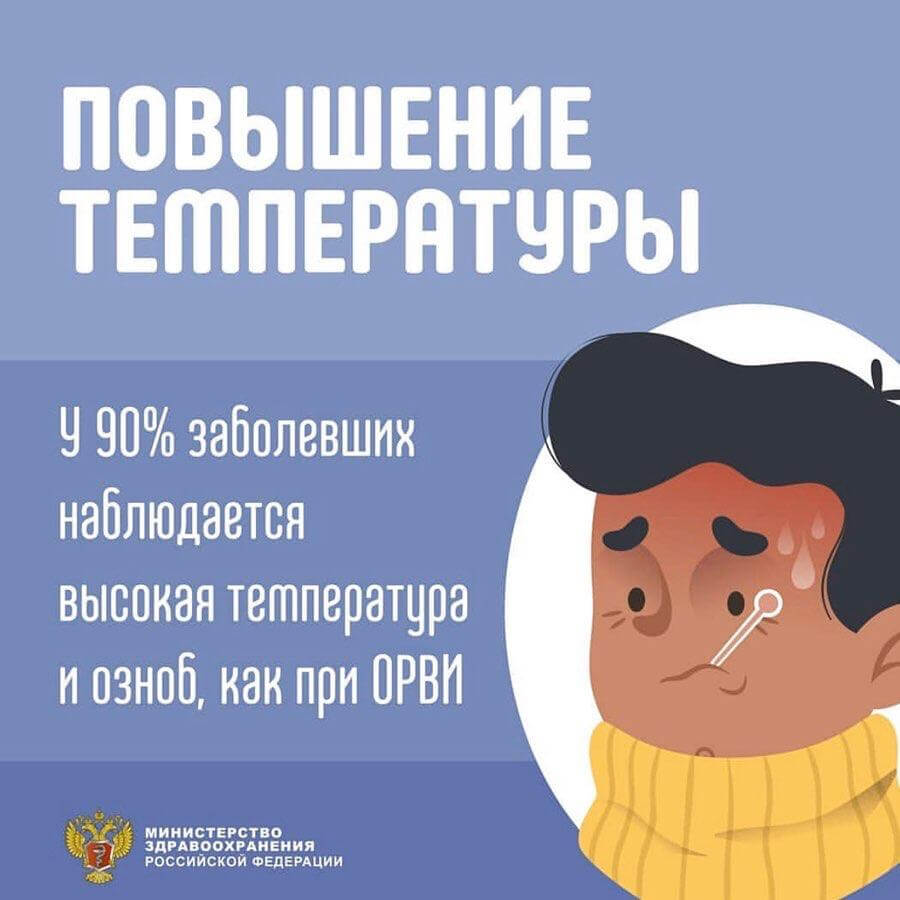 ПОВЫШЕНИЕ
ТЕМПЕРАТУРЫ
У 90% заболевших
наблюдается
высокая температура
и озноб, как при ОРВИ
МИНИСТЕРСТВО
ЗДРАВООХРАНЕНИЯ
РОССИЙСКОЙ ФЕДЕРАЦИИ